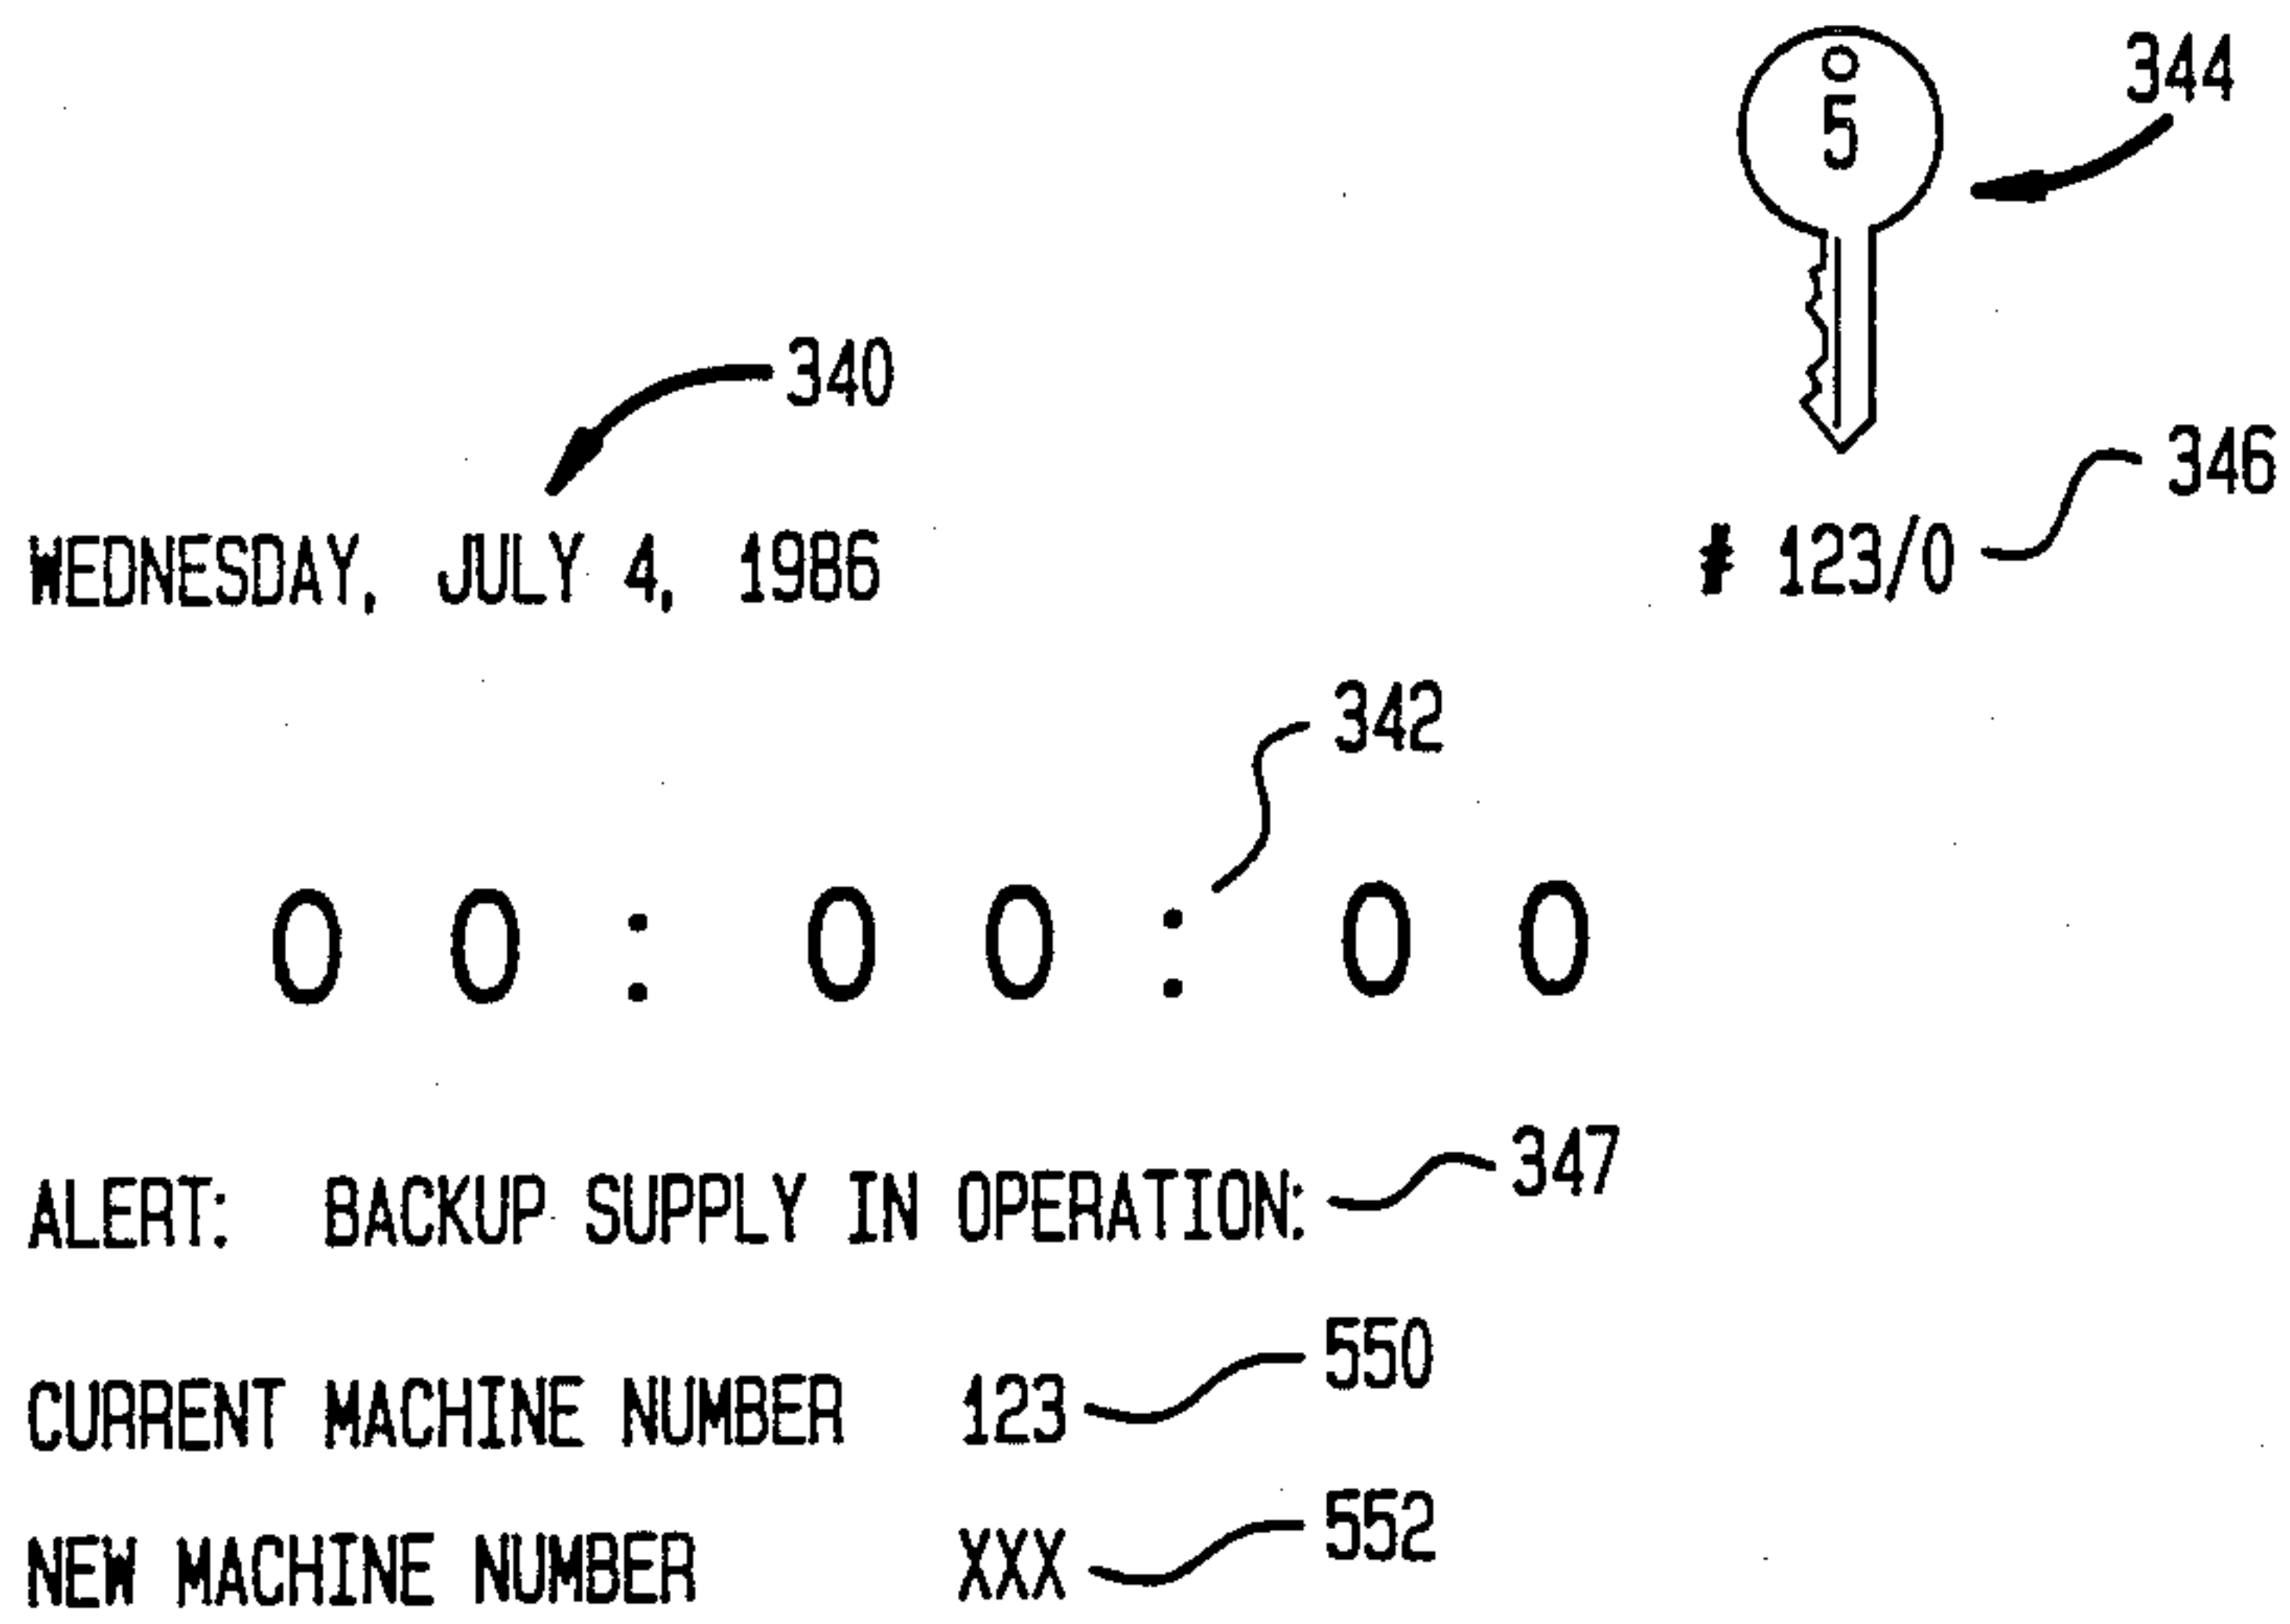 344
5
340
346
WEDNESDAY, JULY 4, 1986 # 123/0
342
00:00:00
347
ALERT: BACKUP SUPPLY IN OPERATION:
550
CURRENT MACHINE NUMBER 123
552
NEW MACHINE NUMBER XXX